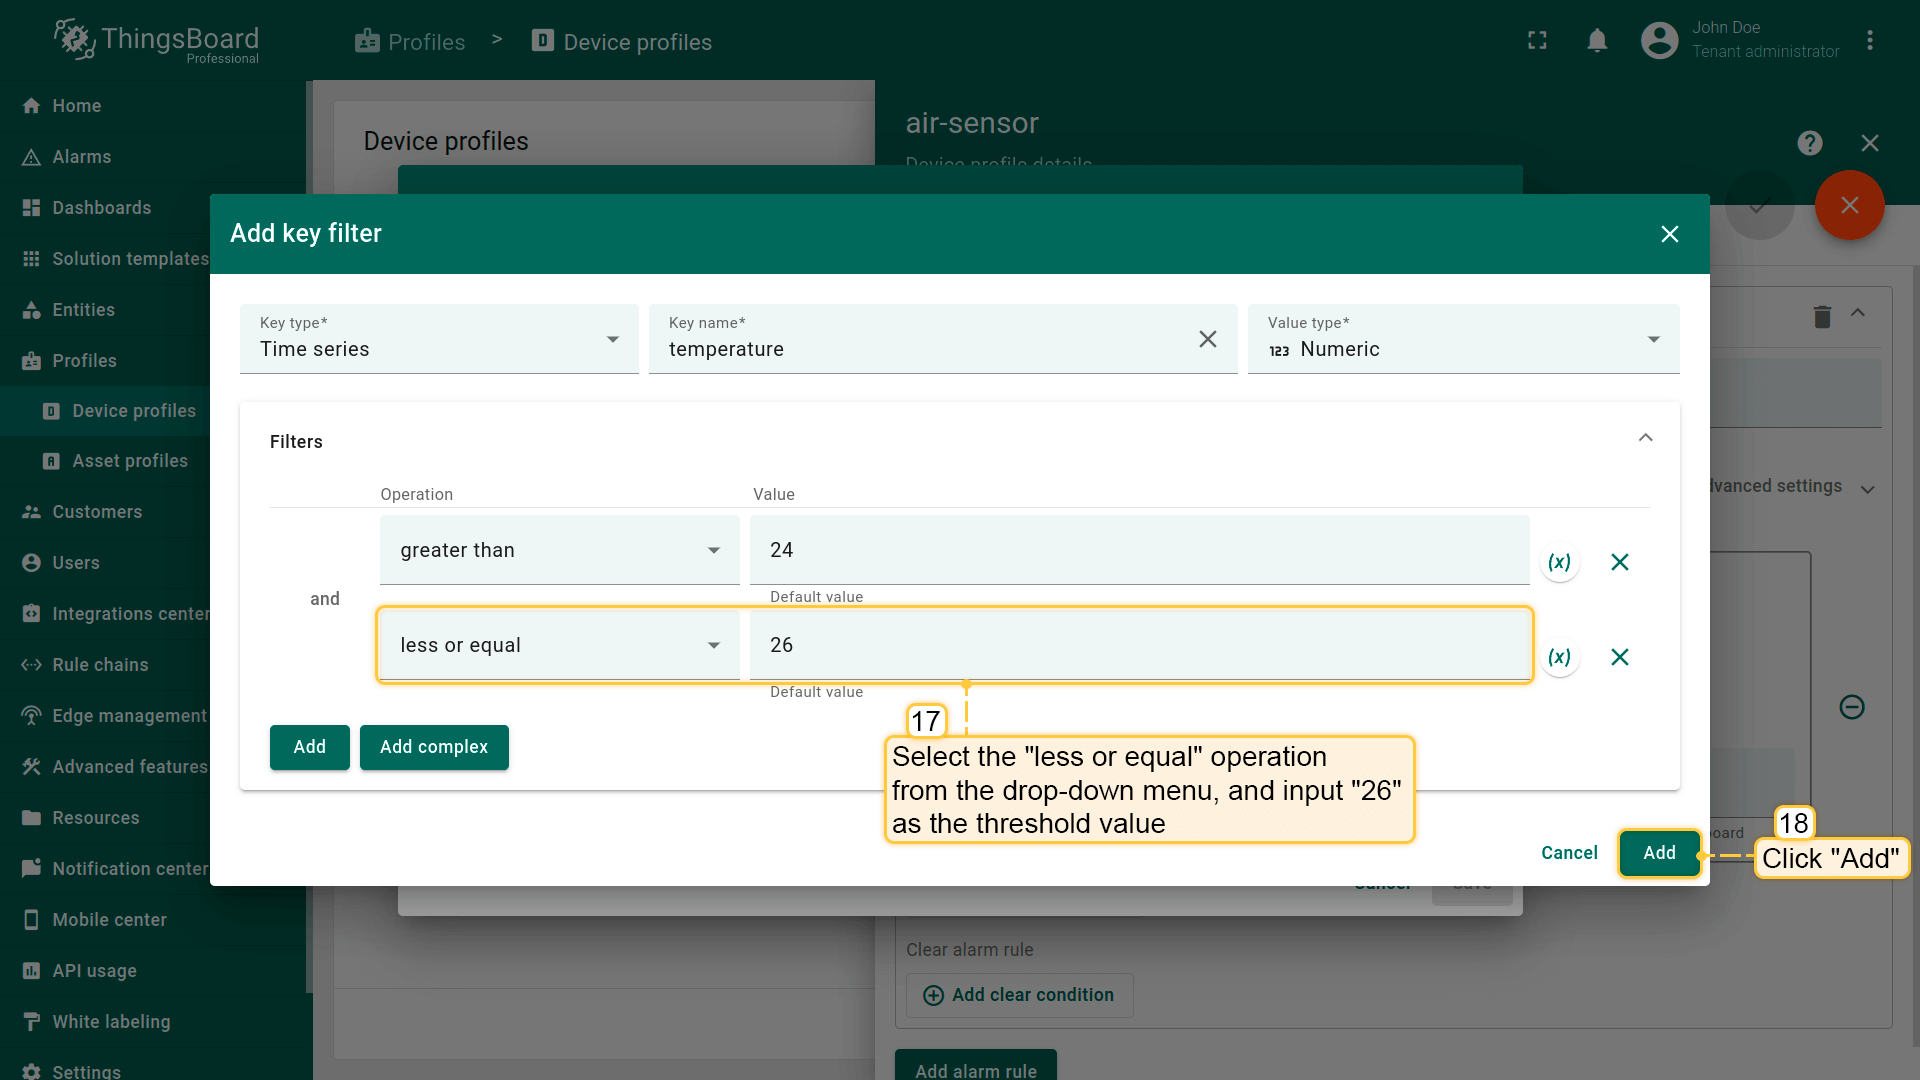 ThingsBoard
Professional
Profiles > Device profiles
John Doe
Tenant administrator
Home
Alarms
Dashboards
Solution templates
Entities
Profiles
Device profiles
Asset profiles
Customers
Users
Integrations center
Rule chains
Edge management
Advanced features
Resources
Notification center
Mobile center
API usage
White labeling
Settings
Device profiles
air-sensor
Device profile details
Add key filter
Key type*
Time series
Key name*
temperature
Value type*
123 Numeric
Filters
Operation Value
greater than 24
Default value
and
less or equal 26
Default value
(x)
(x)
Add Add complex
17
Select the "less or equal" operation
from the drop-down menu, and input "26"
as the threshold value
Cancel Add
18
Click "Add"
Cancel Save
Clear alarm rule
Add clear condition
Add alarm rule